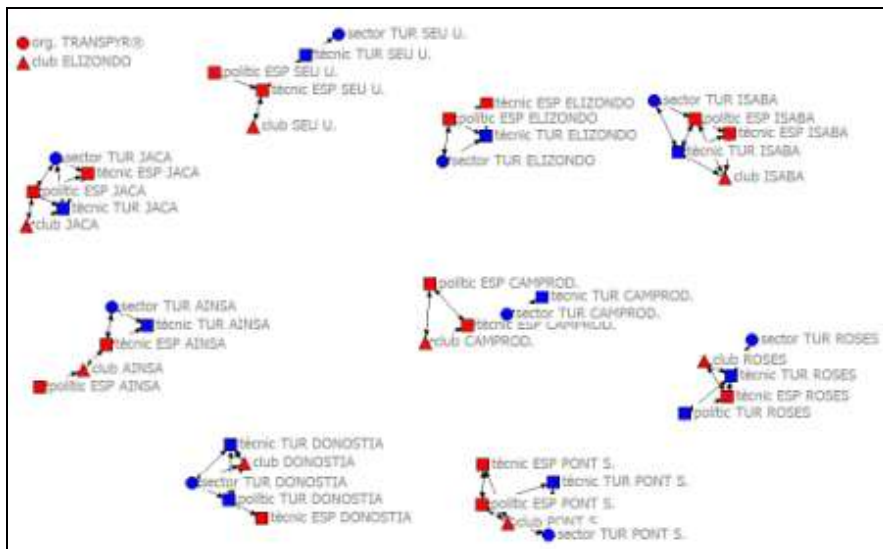 org. TRANSPYR®
club ELIZONDO
sector TUR SEU U.
tècnic TUR SEU U.
polític ESP SEU U.
tècnic ESP SEU U.
club SEU U.
tècnic ESP ELIZONDO
polític ESP ELIZONDO
tècnic TUR ELIZONDO
sector TUR ELIZONDO
sector TUR ISABA
polític ESP ISABA
tècnic ESP ISABA
tècnic TUR ISABA
club ISABA
sector TUR JACA
tècnic ESP JACA
polític ESP JACA
tècnic TUR JACA
club JACA
sector TUR AINSA
tècnic TUR AINSA
tècnic ESP AINSA
club AINSA
polític ESP AINSA
polític ESP CAMPROD.
tècnic TUR CAMPROD.
sector TUR CAMPROD.
tècnic ESP CAMPROD.
club CAMPROD.
sector TUR ROSES
club ROSES
tècnic TUR ROSES
tècnic ESP ROSES
polític TUR ROSES
tècnic TUR DONOSTIA
club DONOSTIA
sector TUR DONOSTIA
polític TUR DONOSTIA
tècnic ESP DONOSTIA
tècnic ESP PONT S.
tècnic TUR PONT S.
polític ESP PONT S.
club PONT S.
sector TUR PONT S.